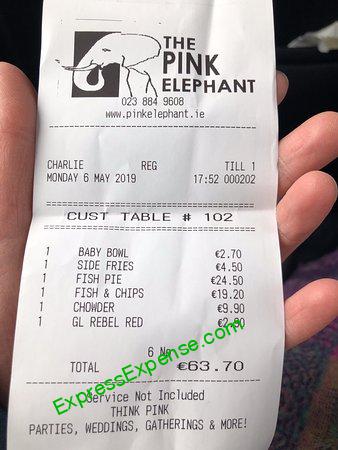 THE
PINK
ELEPHANT
023 884 9608
www.pinkelephant.ie
CHARLIE REG TILL 1
MONDAY 6 MAY 2019 17:52 000202
CUST TABLE # 102
1 BABY BOWL €2.70
1 SIDE FRIES €4.50
1 FISH PIE €24.50
1 FISH & CHIPS €19.20
1 CHOWDER €9.90
1 GL REBEL RED
6 No
TOTAL €63.70
Service Not Included
THINK PINK
PARTIES, WEDDINGS, GATHERINGS & MORE!
ExpressExpense.com